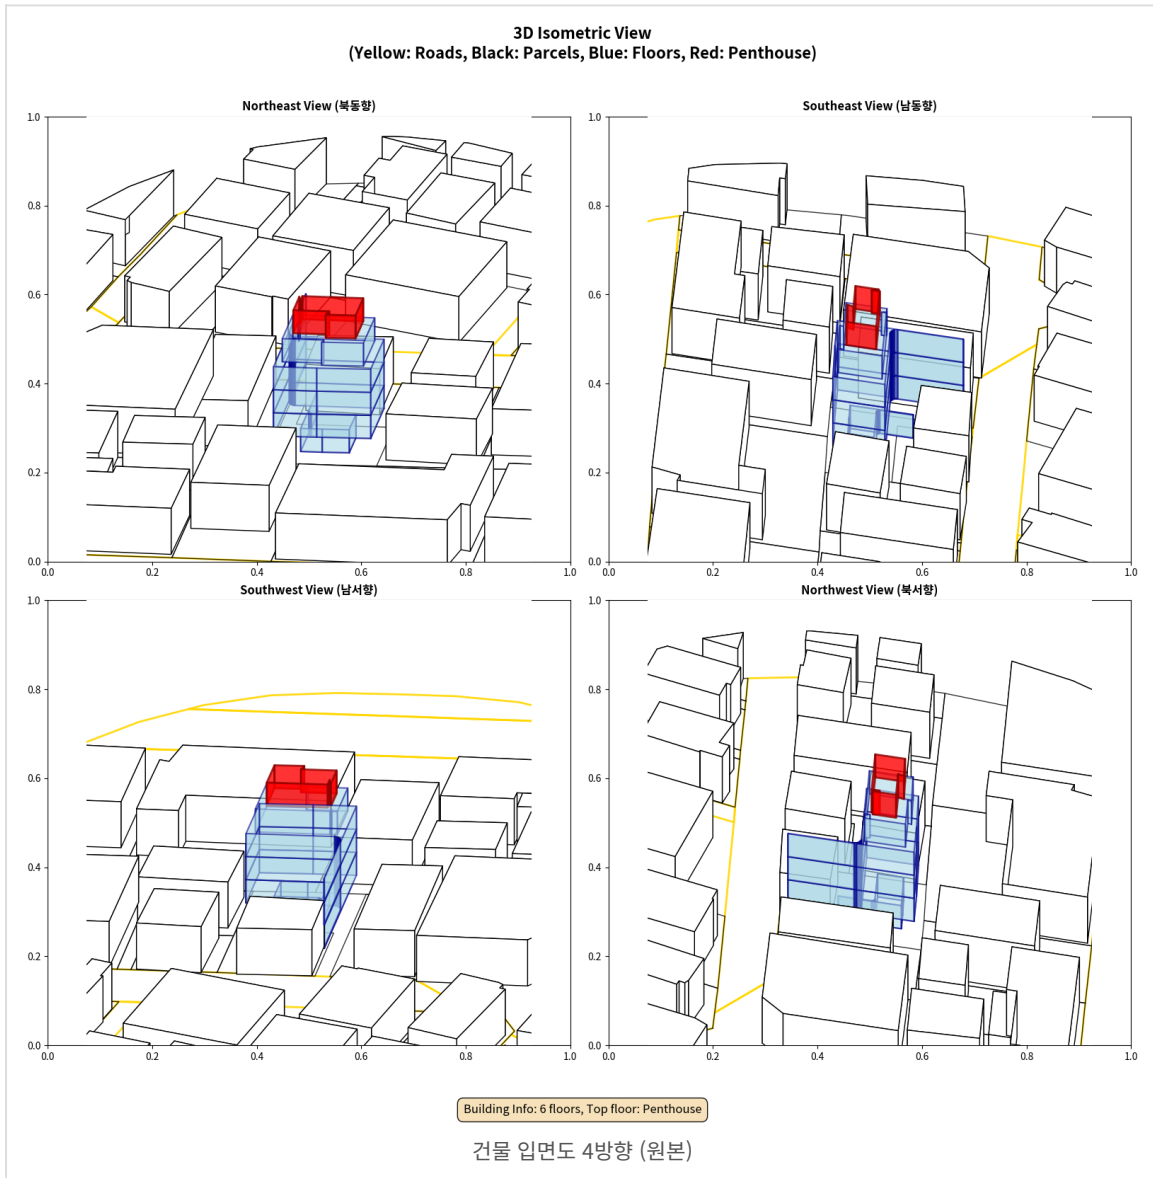 3D Isometric View
(Yellow: Roads, Black: Parcels, Blue: Floors, Red: Penthouse)
Northeast View (북동향)
1.0
0.8
0.6
0.4
0.2
0.0
0.0 0.2 0.4 0.6 0.8 1.0
Southeast View (남동향)
1.0
0.8
0.6
0.4
0.2
0.0
0.0 0.2 0.4 0.6 0.8 1.0
Southwest View (남서향)
1.0
0.8
0.6
0.4
0.2
0.0
0.0 0.2 0.4 0.6 0.8 1.0
Northwest View (북서향)
1.0
0.8
0.6
0.4
0.2
0.0
0.0 0.2 0.4 0.6 0.8 1.0
Building Info: 6 floors, Top floor: Penthouse
건물 입면도 4방향 (원본)